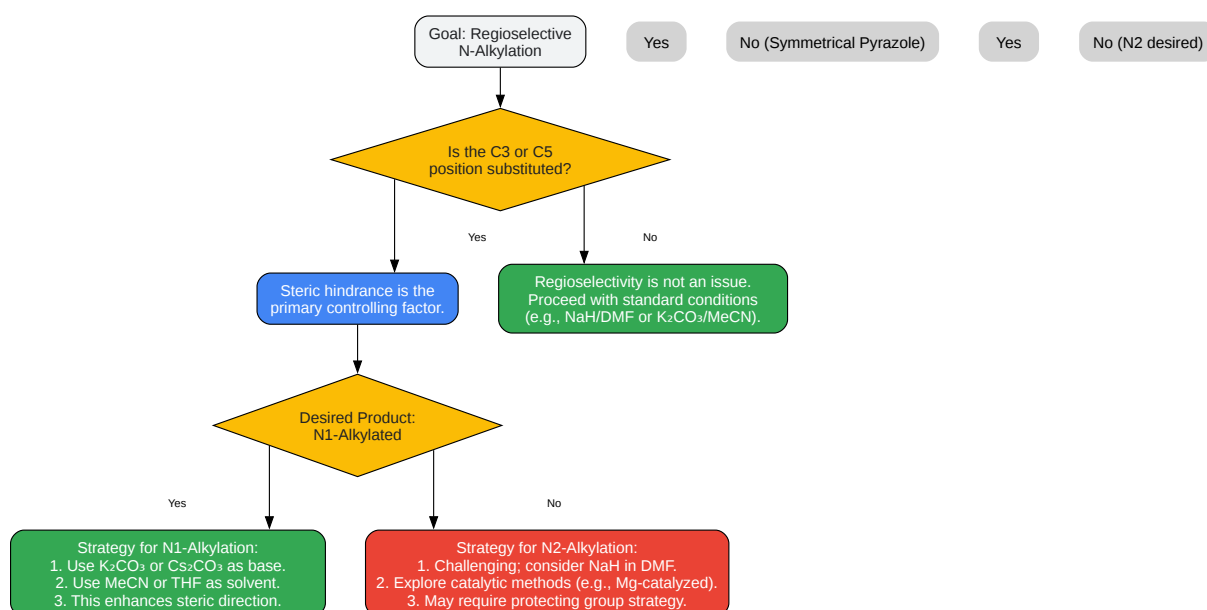 Goal: Regioselective
N-Alkylation
Yes
No (Symmetrical Pyrazole)
Yes
No (N2 desired)
Is the C3 or C5
position substituted?
Yes
No
Steric hindrance is the
primary controlling factor.
Regioselectivity is not an issue.
Proceed with standard conditions
(e.g., NaH/DMF or K₂CO₃/MeCN).
Desired Product:
N1-Alkylated
Yes
No
Strategy for N1-Alkylation:
1. Use K₂CO₃ or Cs₂CO₃ as base.
2. Use MeCN or THF as solvent.
3. This enhances steric direction.
Strategy for N2-Alkylation:
1. Challenging; consider NaH in DMF.
2. Explore catalytic methods (e.g., Mg-catalyzed).
3. May require protecting group strategy.